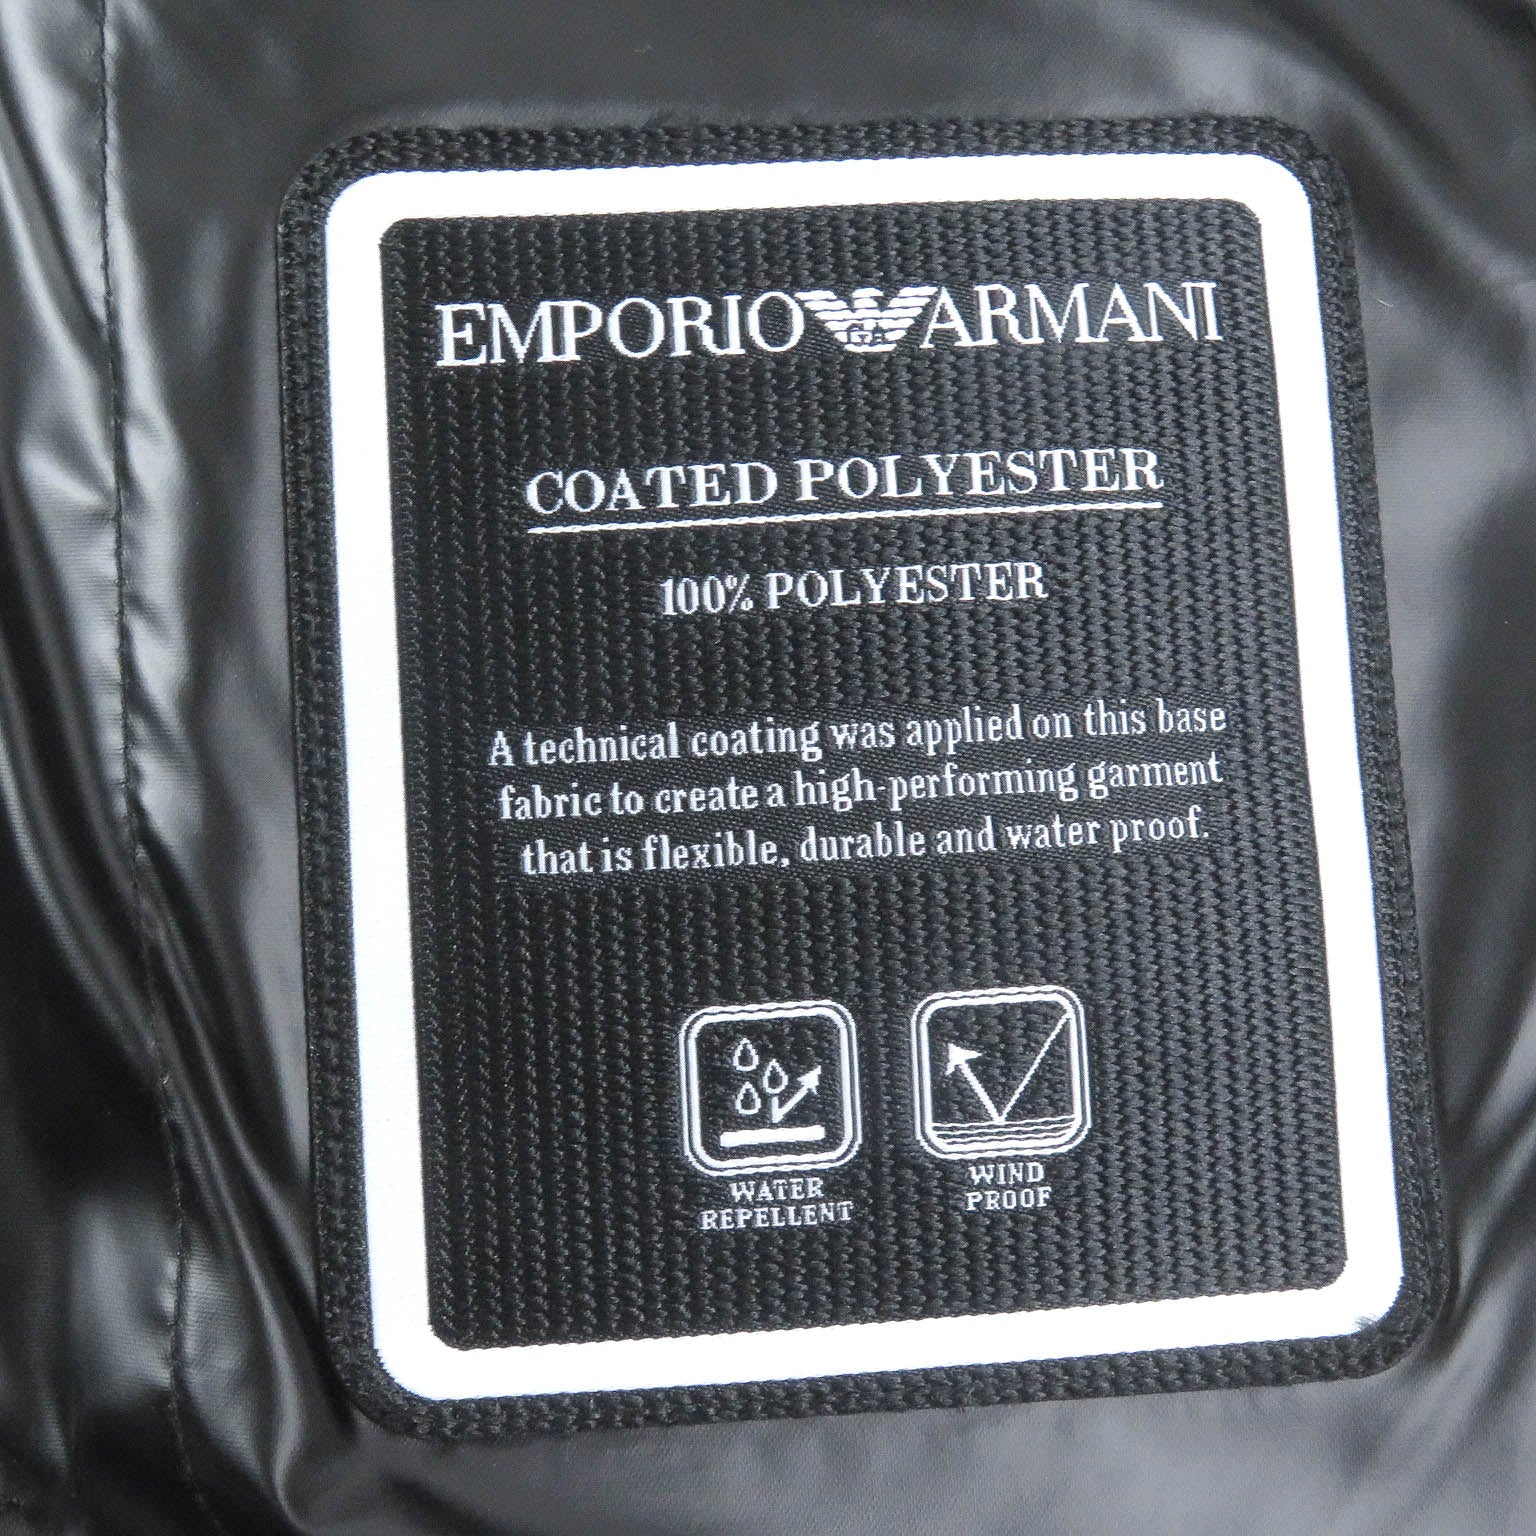 EMPORIO GA ARMANI
COATED POLYESTER
100% POLYESTER
A technical coating was applied on this base
fabric to create a high-performing garment
that is flexible, durable and water proof.
WATER
REPELLENT
WIND
PROOF